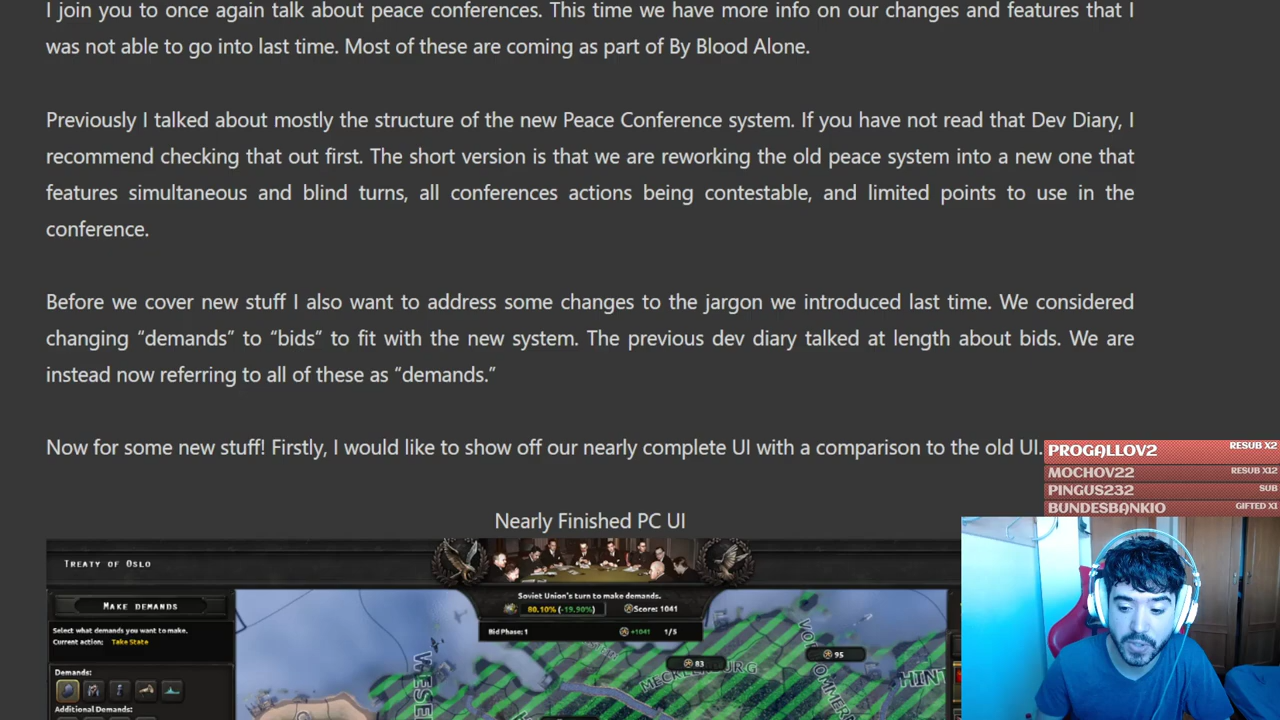 I join you to once again talk about peace conferences. This time we have more info on our changes and features that I
was not able to go into last time. Most of these are coming as part of By Blood Alone.
Previously I talked about mostly the structure of the new Peace Conference system. If you have not read that Dev Diary, I
recommend checking that out first. The short version is that we are reworking the old peace system into a new one that
features simultaneous and blind turns, all conferences actions being contestable, and limited points to use in the
conference.
Before we cover new stuff I also want to address some changes to the jargon we introduced last time. We considered
changing “demands” to “bids” to fit with the new system. The previous dev diary talked at length about bids. We are
instead now referring to all of these as “demands.”
Now for some new stuff! Firstly, I would like to show off our nearly complete UI with a comparison to the old UI.
PROGALLOV2 RESUB X2
MOCHOV22 RESUB X12
PINGUS232 SUB
BUNDESBANKIO GIFTED X1
Nearly Finished PC UI
TREATY OF OSLO
MAKE DEMANDS
Select what demands you want to make.
Current action: Take State
Demands:
Additional Demands:
Soviet Union's turn to make demands.
80.10% (-19.90%) Score: 1041
Bid Phase: 1 +1041 1/5
83
95
WESE
MECKLENBURG
VORPOMMERN
HINT